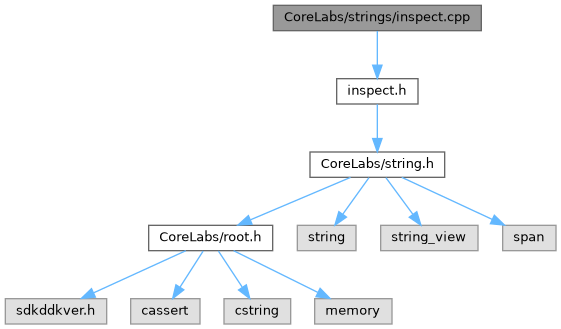 CoreLabs/strings/inspect.cpp
inspect.h
CoreLabs/string.h
CoreLabs/root.h
string
string_view
span
sdkddkver.h
cassert
cstring
memory